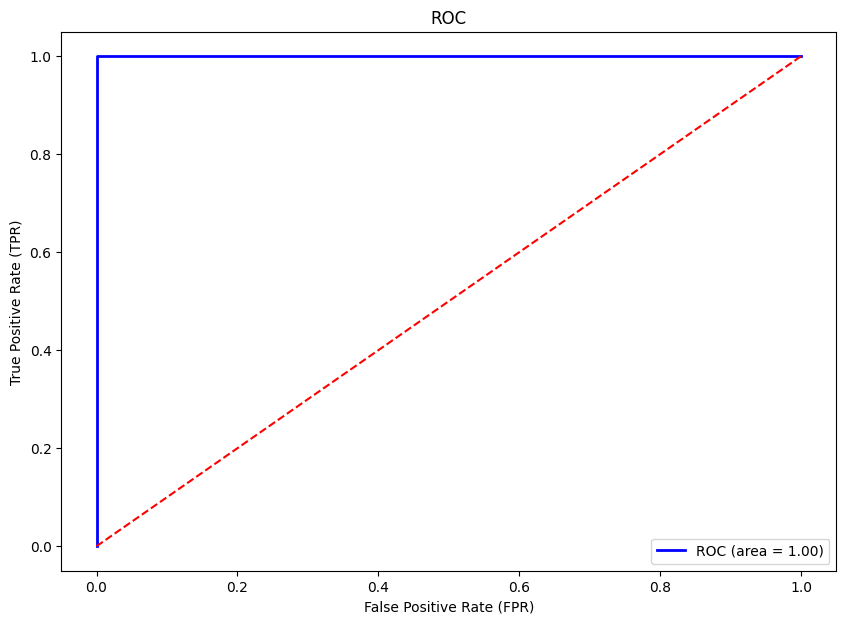 ROC
1.0
0.8
0.6
0.4
0.2
0.0
True Positive Rate (TPR)
ROC (area = 1.00)
0.0 0.2 0.4 0.6 0.8 1.0
False Positive Rate (FPR)